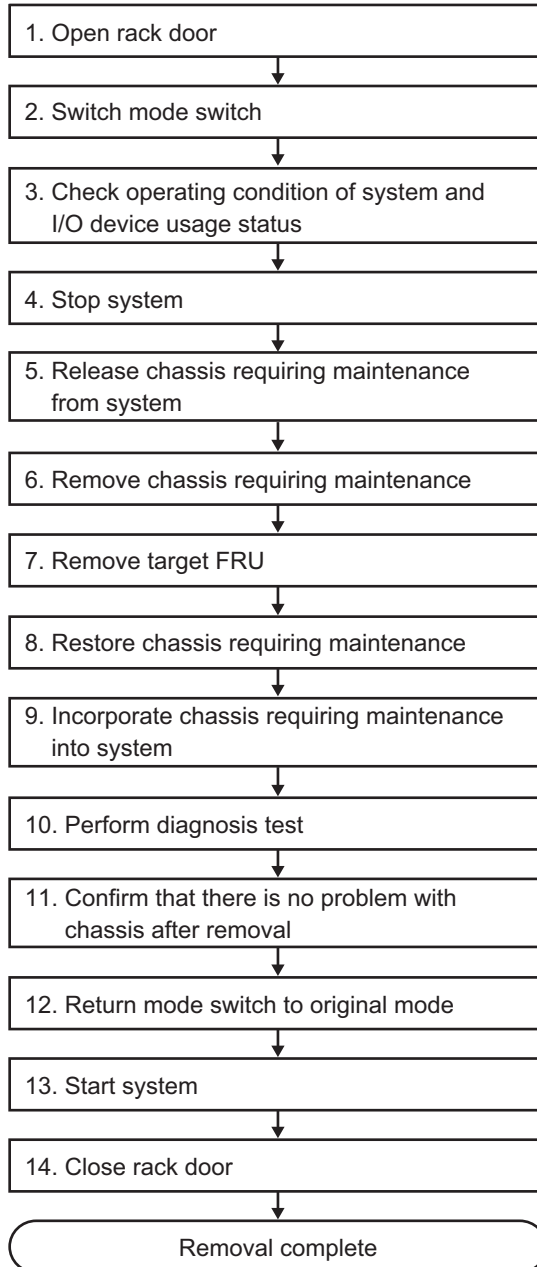 1. Open rack door
2. Switch mode switch
3. Check operating condition of system and
I/O device usage status
4. Stop system
5. Release chassis requiring maintenance
from system
6. Remove chassis requiring maintenance
7. Remove target FRU
8. Restore chassis requiring maintenance
9. Incorporate chassis requiring maintenance
into system
10. Perform diagnosis test
11. Confirm that there is no problem with
chassis after removal
12. Return mode switch to original mode
13. Start system
14. Close rack door
Removal complete